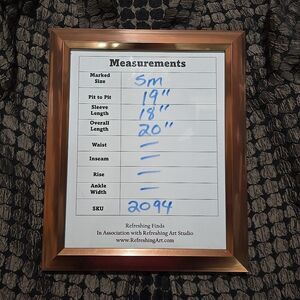 Measurements
Marked Size Sm
Pit to Pit 19"
Sleeve Length 18"
Overall Length 20"
Waist —
Inseam —
Rise —
Ankle Width —
SKU 2094
Refreshing Finds
In Association with Refreshing Art Studio
www.RefreshingArt.com